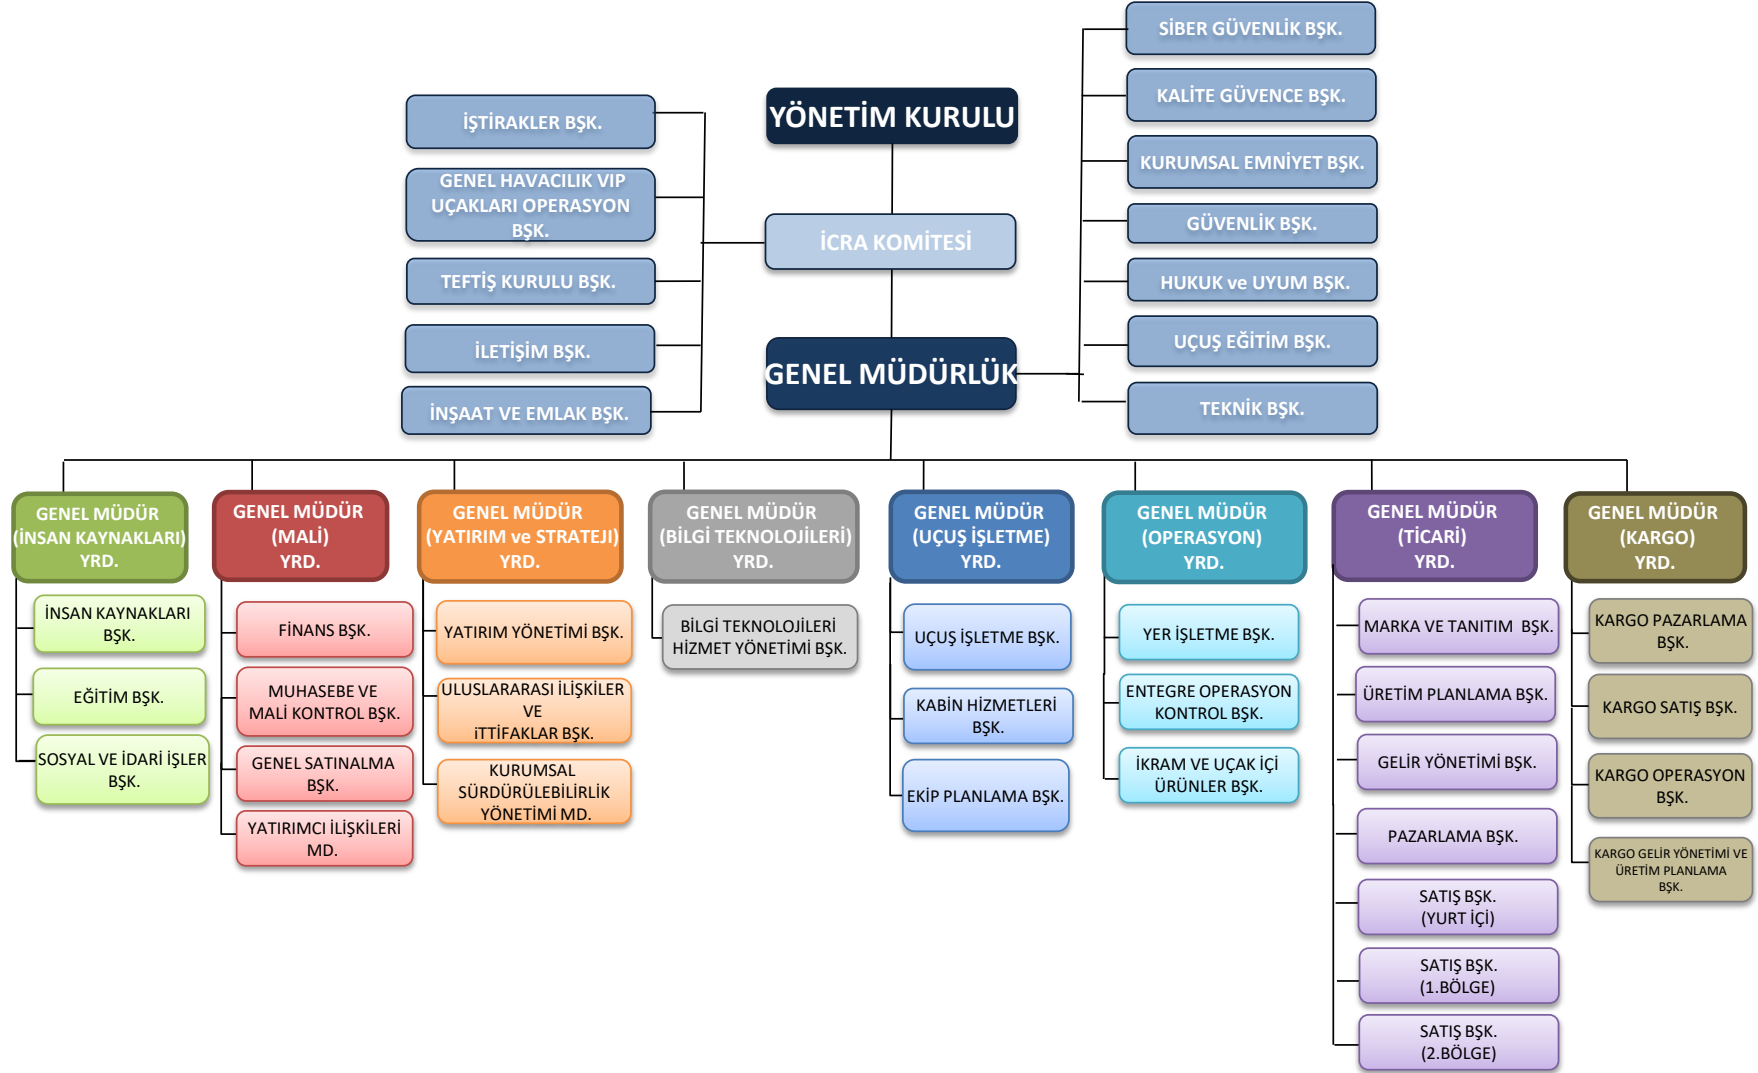 YÖNETİM KURULU
İCRA KOMİTESİ
GENEL MÜDÜRLÜK
İŞTİRAKLER BŞK.
GENEL HAVACILIK VIP
UÇAKLARI OPERASYON
BŞK.
TEFTİŞ KURULU BŞK.
İLETİŞİM BŞK.
İNŞAAT VE EMLAK BŞK.
SİBER GÜVENLİK BŞK.
KALİTE GÜVENCE BŞK.
KURUMSAL EMNİYET BŞK.
GÜVENLİK BŞK.
HUKUK ve UYUM BŞK.
UÇUŞ EĞİTİM BŞK.
TEKNİK BŞK.
GENEL MÜDÜR
(İNSAN KAYNAKLARI)
YRD.
İNSAN KAYNAKLARI
BŞK.
EĞİTİM BŞK.
SOSYAL VE İDARİ İŞLER
BŞK.
GENEL MÜDÜR
(MALİ)
YRD.
FİNANS BŞK.
MUHASEBE VE
MALİ KONTROL BŞK.
GENEL SATINALMA
BŞK.
YATIRIMCI İLİŞKİLERİ
MD.
GENEL MÜDÜR
(YATIRIM ve STRATEJI)
YRD.
YATIRIM YÖNETİMİ BŞK.
ULUSLARARASI İLİŞKİLER
VE
iTTİFAKLAR BŞK.
KURUMSAL
SÜRDÜRÜLEBİLİRLİK
YÖNETİMİ MD.
GENEL MÜDÜR
(BİLGİ TEKNOLOJİLERİ)
YRD.
BİLGİ TEKNOLOJİLERİ
HİZMET YÖNETİMİ BŞK.
GENEL MÜDÜR
(UÇUŞ İŞLETME)
YRD.
UÇUŞ İŞLETME BŞK.
KABİN HİZMETLERİ
BŞK.
EKİP PLANLAMA BŞK.
GENEL MÜDÜR
(OPERASYON)
YRD.
YER İŞLETME BŞK.
ENTEGRE OPERASYON
KONTROL BŞK.
İKRAM VE UÇAK İÇİ
ÜRÜNLER BŞK.
GENEL MÜDÜR
(TİCARİ)
YRD.
MARKA VE TANITIM BŞK.
ÜRETİM PLANLAMA BŞK.
GELİR YÖNETİMİ BŞK.
PAZARLAMA BŞK.
SATIŞ BŞK.
(YURT İÇİ)
SATIŞ BŞK.
(1.BÖLGE)
SATIŞ BŞK.
(2.BÖLGE)
GENEL MÜDÜR
(KARGO)
YRD.
KARGO PAZARLAMA
BŞK.
KARGO SATIŞ BŞK.
KARGO OPERASYON
BŞK.
KARGO GELİR YÖNETİMİ VE
ÜRETİM PLANLAMA
BŞK.